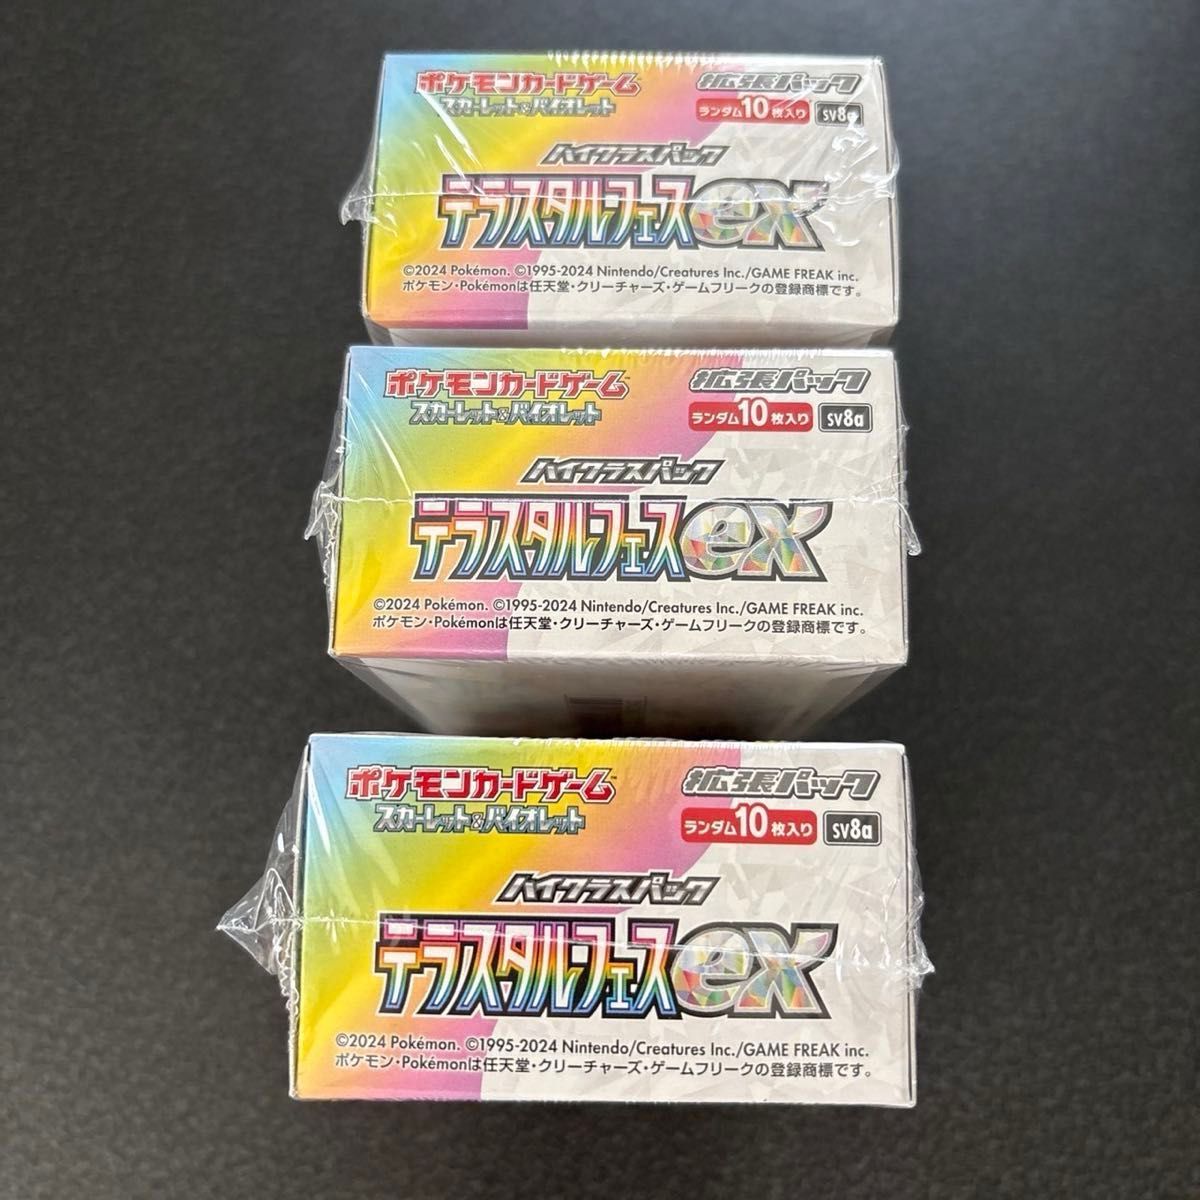 ポケモンカードゲーム
スカーレット&バイオレット
拡張パック
ランダム10枚入り sv8a
ハイクラスパック
テラスタルフェスex
©2024 Pokémon. ©1995-2024 Nintendo/Creatures Inc./GAME FREAK inc.
ポケモン・Pokémonは任天堂・クリーチャーズ・ゲームフリークの登録商標です。
ポケモンカードゲーム
スカーレット&バイオレット
拡張パック
ランダム10枚入り sv8a
ハイクラスパック
テラスタルフェスex
©2024 Pokémon. ©1995-2024 Nintendo/Creatures Inc./GAME FREAK inc.
ポケモン・Pokémonは任天堂・クリーチャーズ・ゲームフリークの登録商標です。
ポケモンカードゲーム™
スカーレット&バイオレット
拡張パック
ランダム10枚入り sv8a
ハイクラスパック
テラスタルフェスex
©2024 Pokémon. ©1995-2024 Nintendo/Creatures Inc./GAME FREAK inc.
ポケモン・Pokémonは任天堂・クリーチャーズ・ゲームフリークの登録商標です。